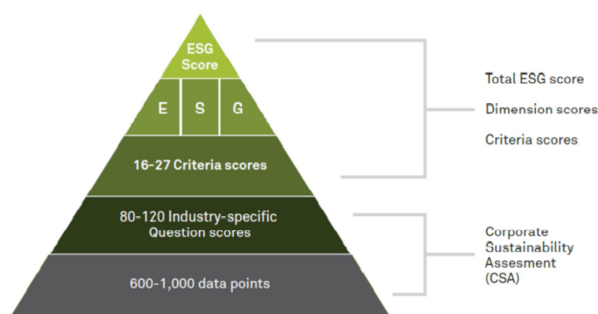 ESG
Score
E S G
16-27 Criteria scores
80-120 Industry-specific
Question scores
600-1,000 data points
Total ESG score
Dimension scores
Criteria scores
Corporate
Sustainability
Assesment
(CSA)